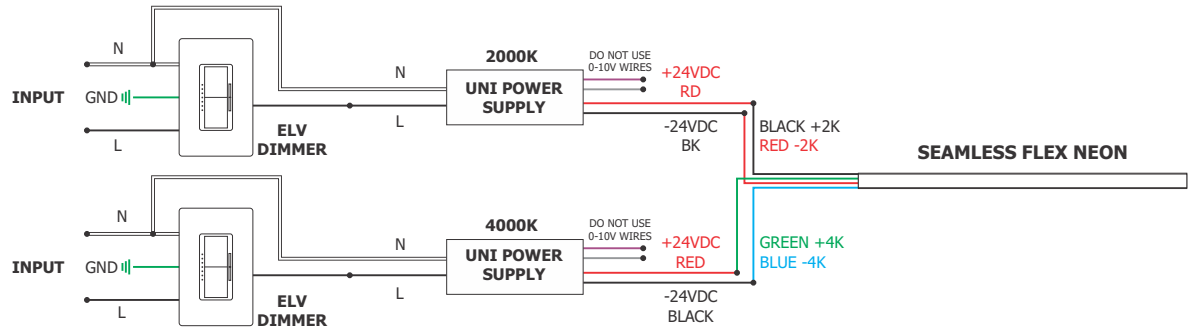 N
INPUT
GND
L
ELV
DIMMER
N
L
2000K
UNI POWER
SUPPLY
DO NOT USE
0-10V WIRES
+24VDC
RD
-24VDC
BK
BLACK +2K
RED -2K
SEAMLESS FLEX NEON
N
INPUT
GND
L
ELV
DIMMER
N
L
4000K
UNI POWER
SUPPLY
DO NOT USE
0-10V WIRES
+24VDC
RED
-24VDC
BLACK
GREEN +4K
BLUE -4K